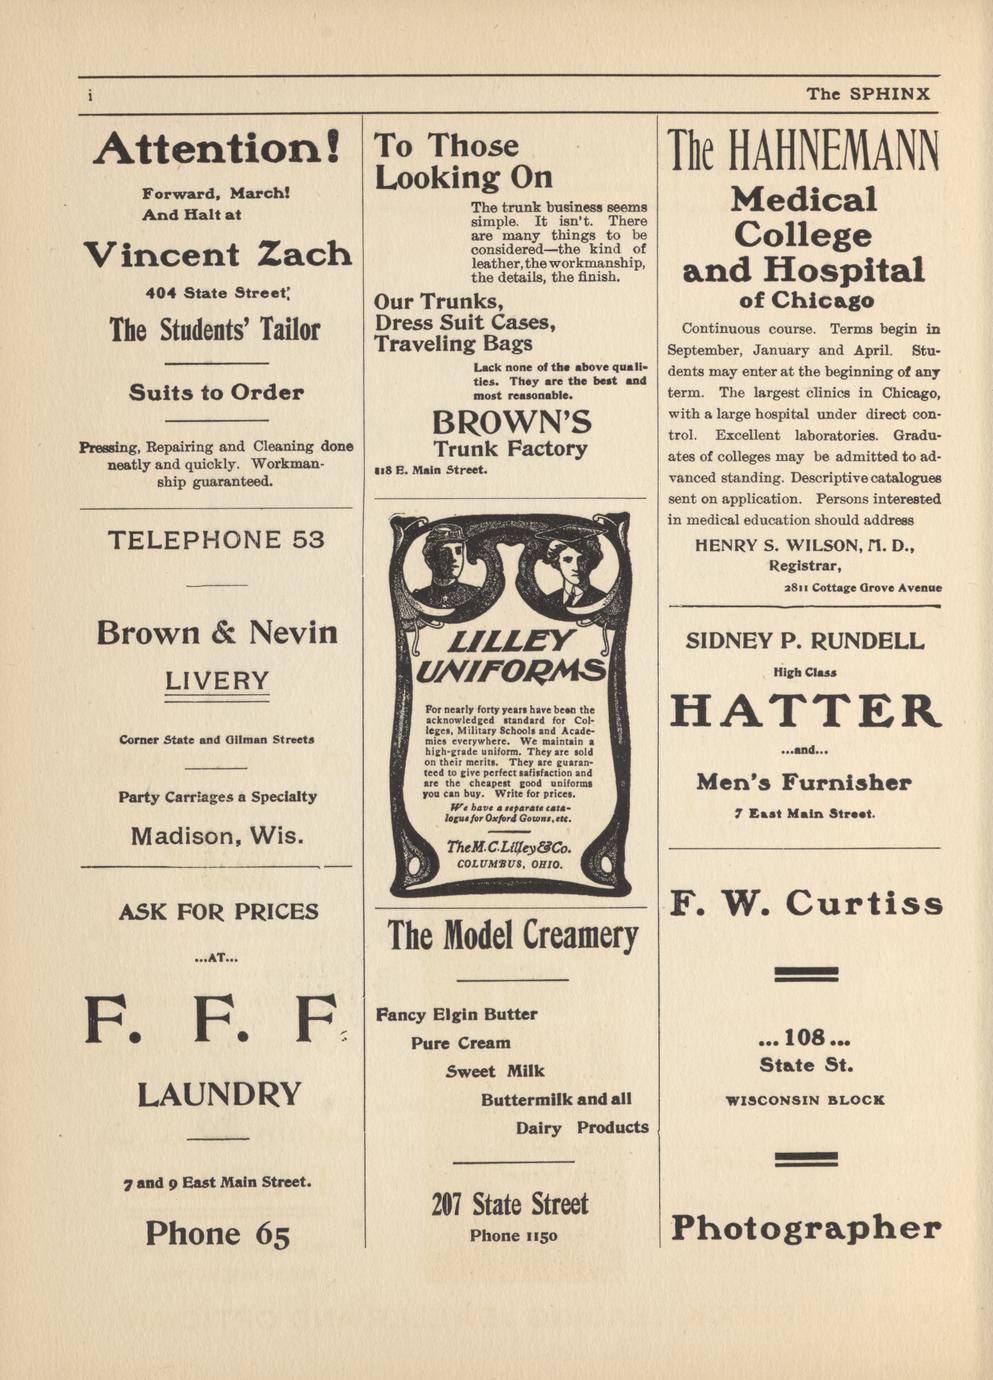 i
The SPHINX
Attention!
Forward, March!
And Halt at
Vincent Zach
404 State Street,
The Students' Tailor
Suits to Order
Pressing, Repairing and Cleaning done
neatly and quickly. Workman-
ship guaranteed.
TELEPHONE 53
Brown & Nevin
LIVERY
Corner State and Gilman Streets
Party Carriages a Specialty
Madison, Wis.
ASK FOR PRICES
...AT...
F. F. F.
LAUNDRY
7 and 9 East Main Street.
Phone 65
To Those
Looking On
The trunk business seems
simple. It isn't. There
are many things to be
considered—the kind of
leather, the workmanship,
the details, the finish.
Our Trunks,
Dress Suit Cases,
Traveling Bags
Lack none of the above quali-
ties. They are the best and
most reasonable.
BROWN'S
Trunk Factory
118 E. Main Street.
LILLEY
UNIFORMS
For nearly forty years have been the
acknowledged standard for Col-
leges, Military Schools and Acade-
mies everywhere. We maintain a
high-grade uniform. They are sold
on their merits. They are guaran-
teed to give perfect satisfaction and
are the cheapest good uniforms
you can buy. Write for prices.
We have a separate cata-
logue for Oxford Gowns, etc.
The M. C. Lilley & Co.
COLUMBUS, OHIO.
The Model Creamery
Fancy Elgin Butter
Pure Cream
Sweet Milk
Buttermilk and all
Dairy Products
207 State Street
Phone 1150
The HAHNEMANN
Medical
College
and Hospital
of Chicago
Continuous course. Terms begin in
September, January and April. Stu-
dents may enter at the beginning of any
term. The largest clinics in Chicago,
with a large hospital under direct con-
trol. Excellent laboratories. Gradu-
ates of colleges may be admitted to ad-
vanced standing. Descriptive catalogues
sent on application. Persons interested
in medical education should address
HENRY S. WILSON, M. D.,
Registrar,
2811 Cottage Grove Avenue
SIDNEY P. RUNDELL
High Class
HATTER
...and...
Men's Furnisher
7 East Main Street.
F. W. Curtiss
...108...
State St.
WISCONSIN BLOCK
Photographer